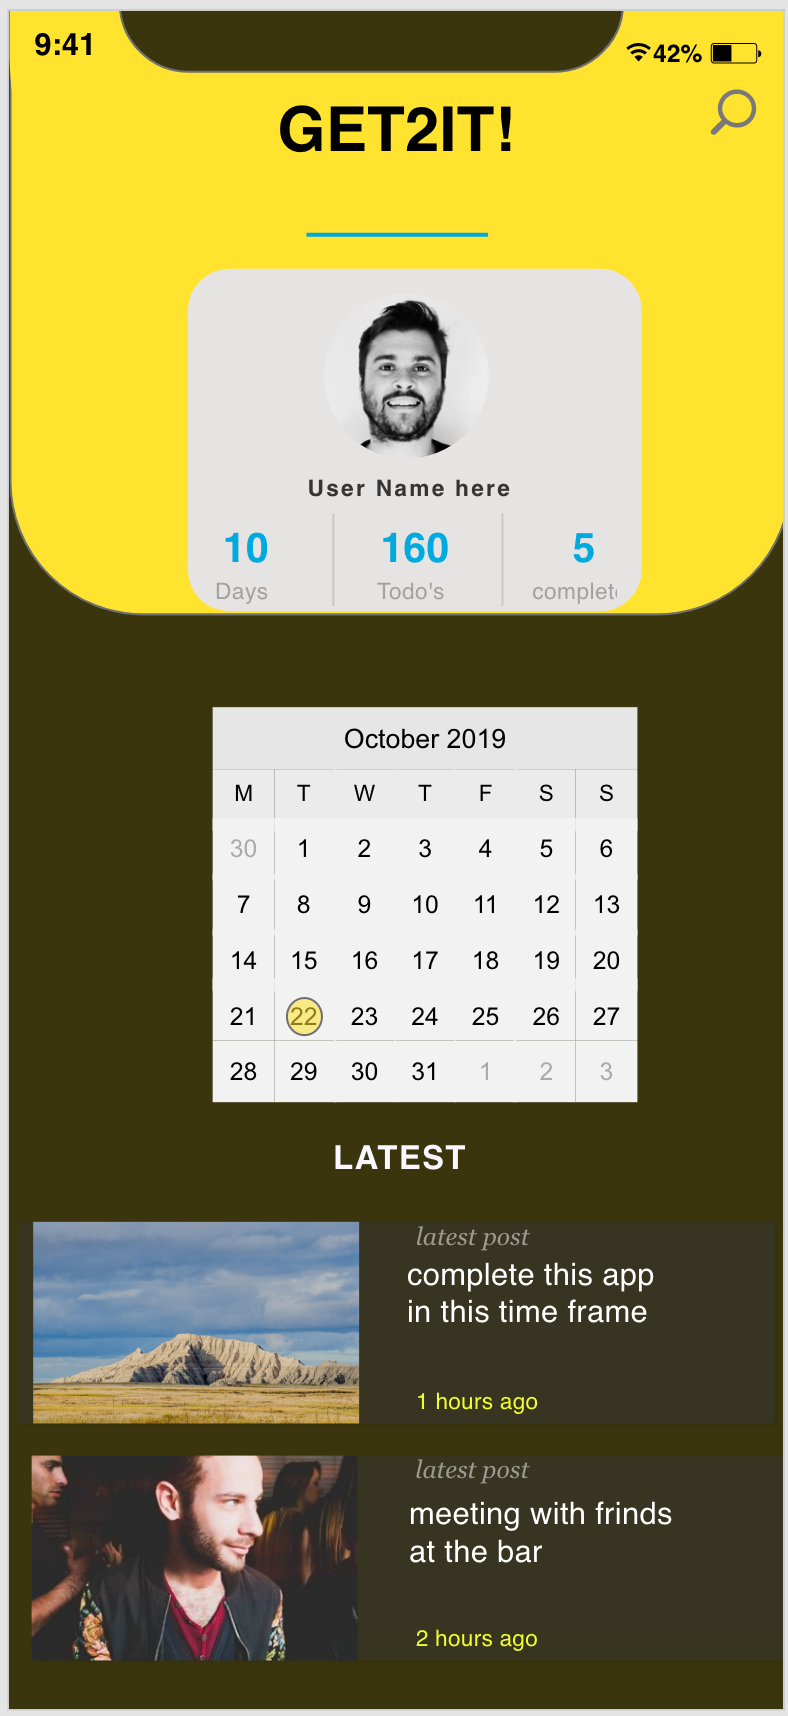 9:41
42%
GET2IT!
User Name here
10 160 5
Days Todo's complet
October 2019
M T W T F S S
30 1 2 3 4 5 6
7 8 9 10 11 12 13
14 15 16 17 18 19 20
21 22 23 24 25 26 27
28 29 30 31 1 2 3
LATEST
latest post
complete this app
in this time frame
1 hours ago
latest post
meeting with frinds
at the bar
2 hours ago